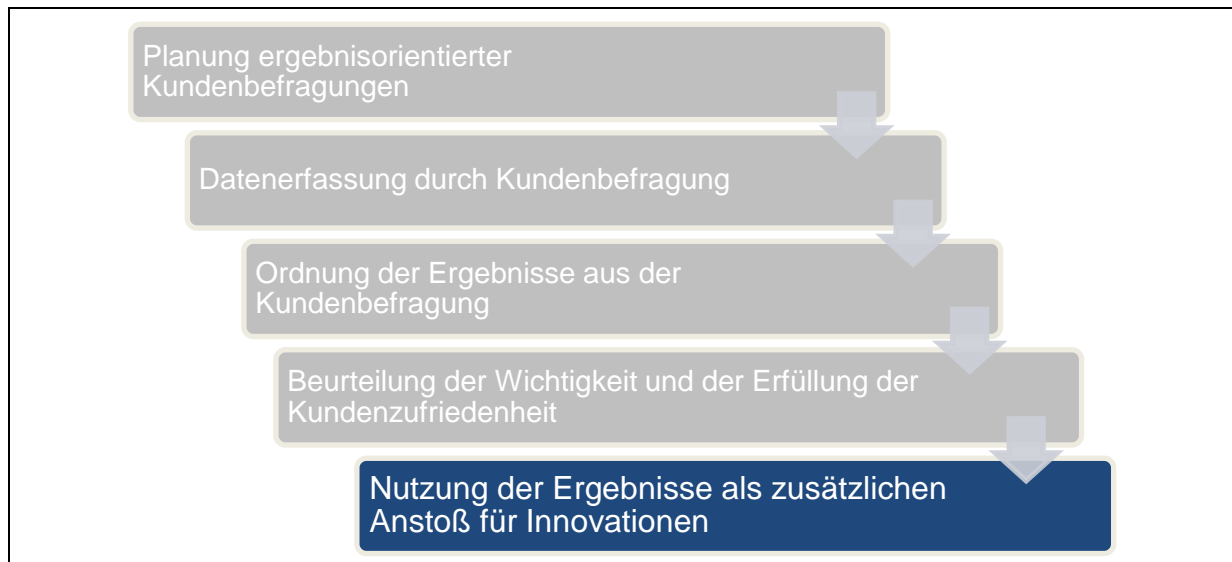 Planung ergebnisorientierter
Kundenbefragungen
Datenerfassung durch Kundenbefragung
Ordnung der Ergebnisse aus der
Kundenbefragung
Beurteilung der Wichtigkeit und der Erfüllung der
Kundenzufriedenheit
Nutzung der Ergebnisse als zusätzlichen
Anstoß für Innovationen